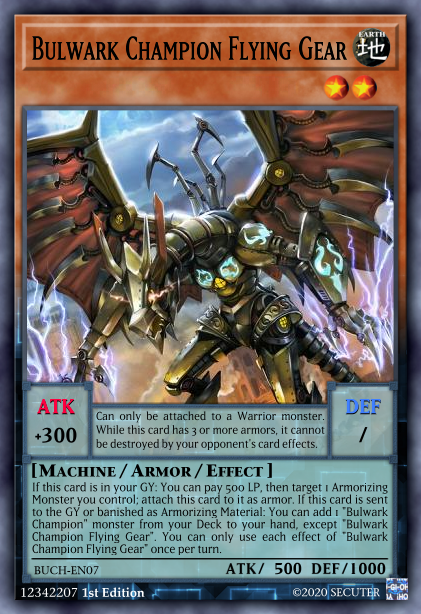 BULWARK CHAMPION FLYING GEAR
EARTH
地
ATK
+300
Can only be attached to a Warrior monster.
While this card has 3 or more armors, it cannot
be destroyed by your opponent's card effects.
DEF
/
[MACHINE / ARMOR / EFFECT ]
If this card is in your GY: You can pay 500 LP, then target 1 Armorizing
Monster you control; attach this card to it as armor. If this card is sent
to the GY or banished as Armorizing Material: You can add 1 "Bulwark
Champion" monster from your Deck to your hand, except "Bulwark
Champion Flying Gear". You can only use each effect of "Bulwark
Champion Flying Gear" once per turn.
BUCH-EN07
ATK/ 500 DEF/1000
12342207 1st Edition
©2020 SECUTER